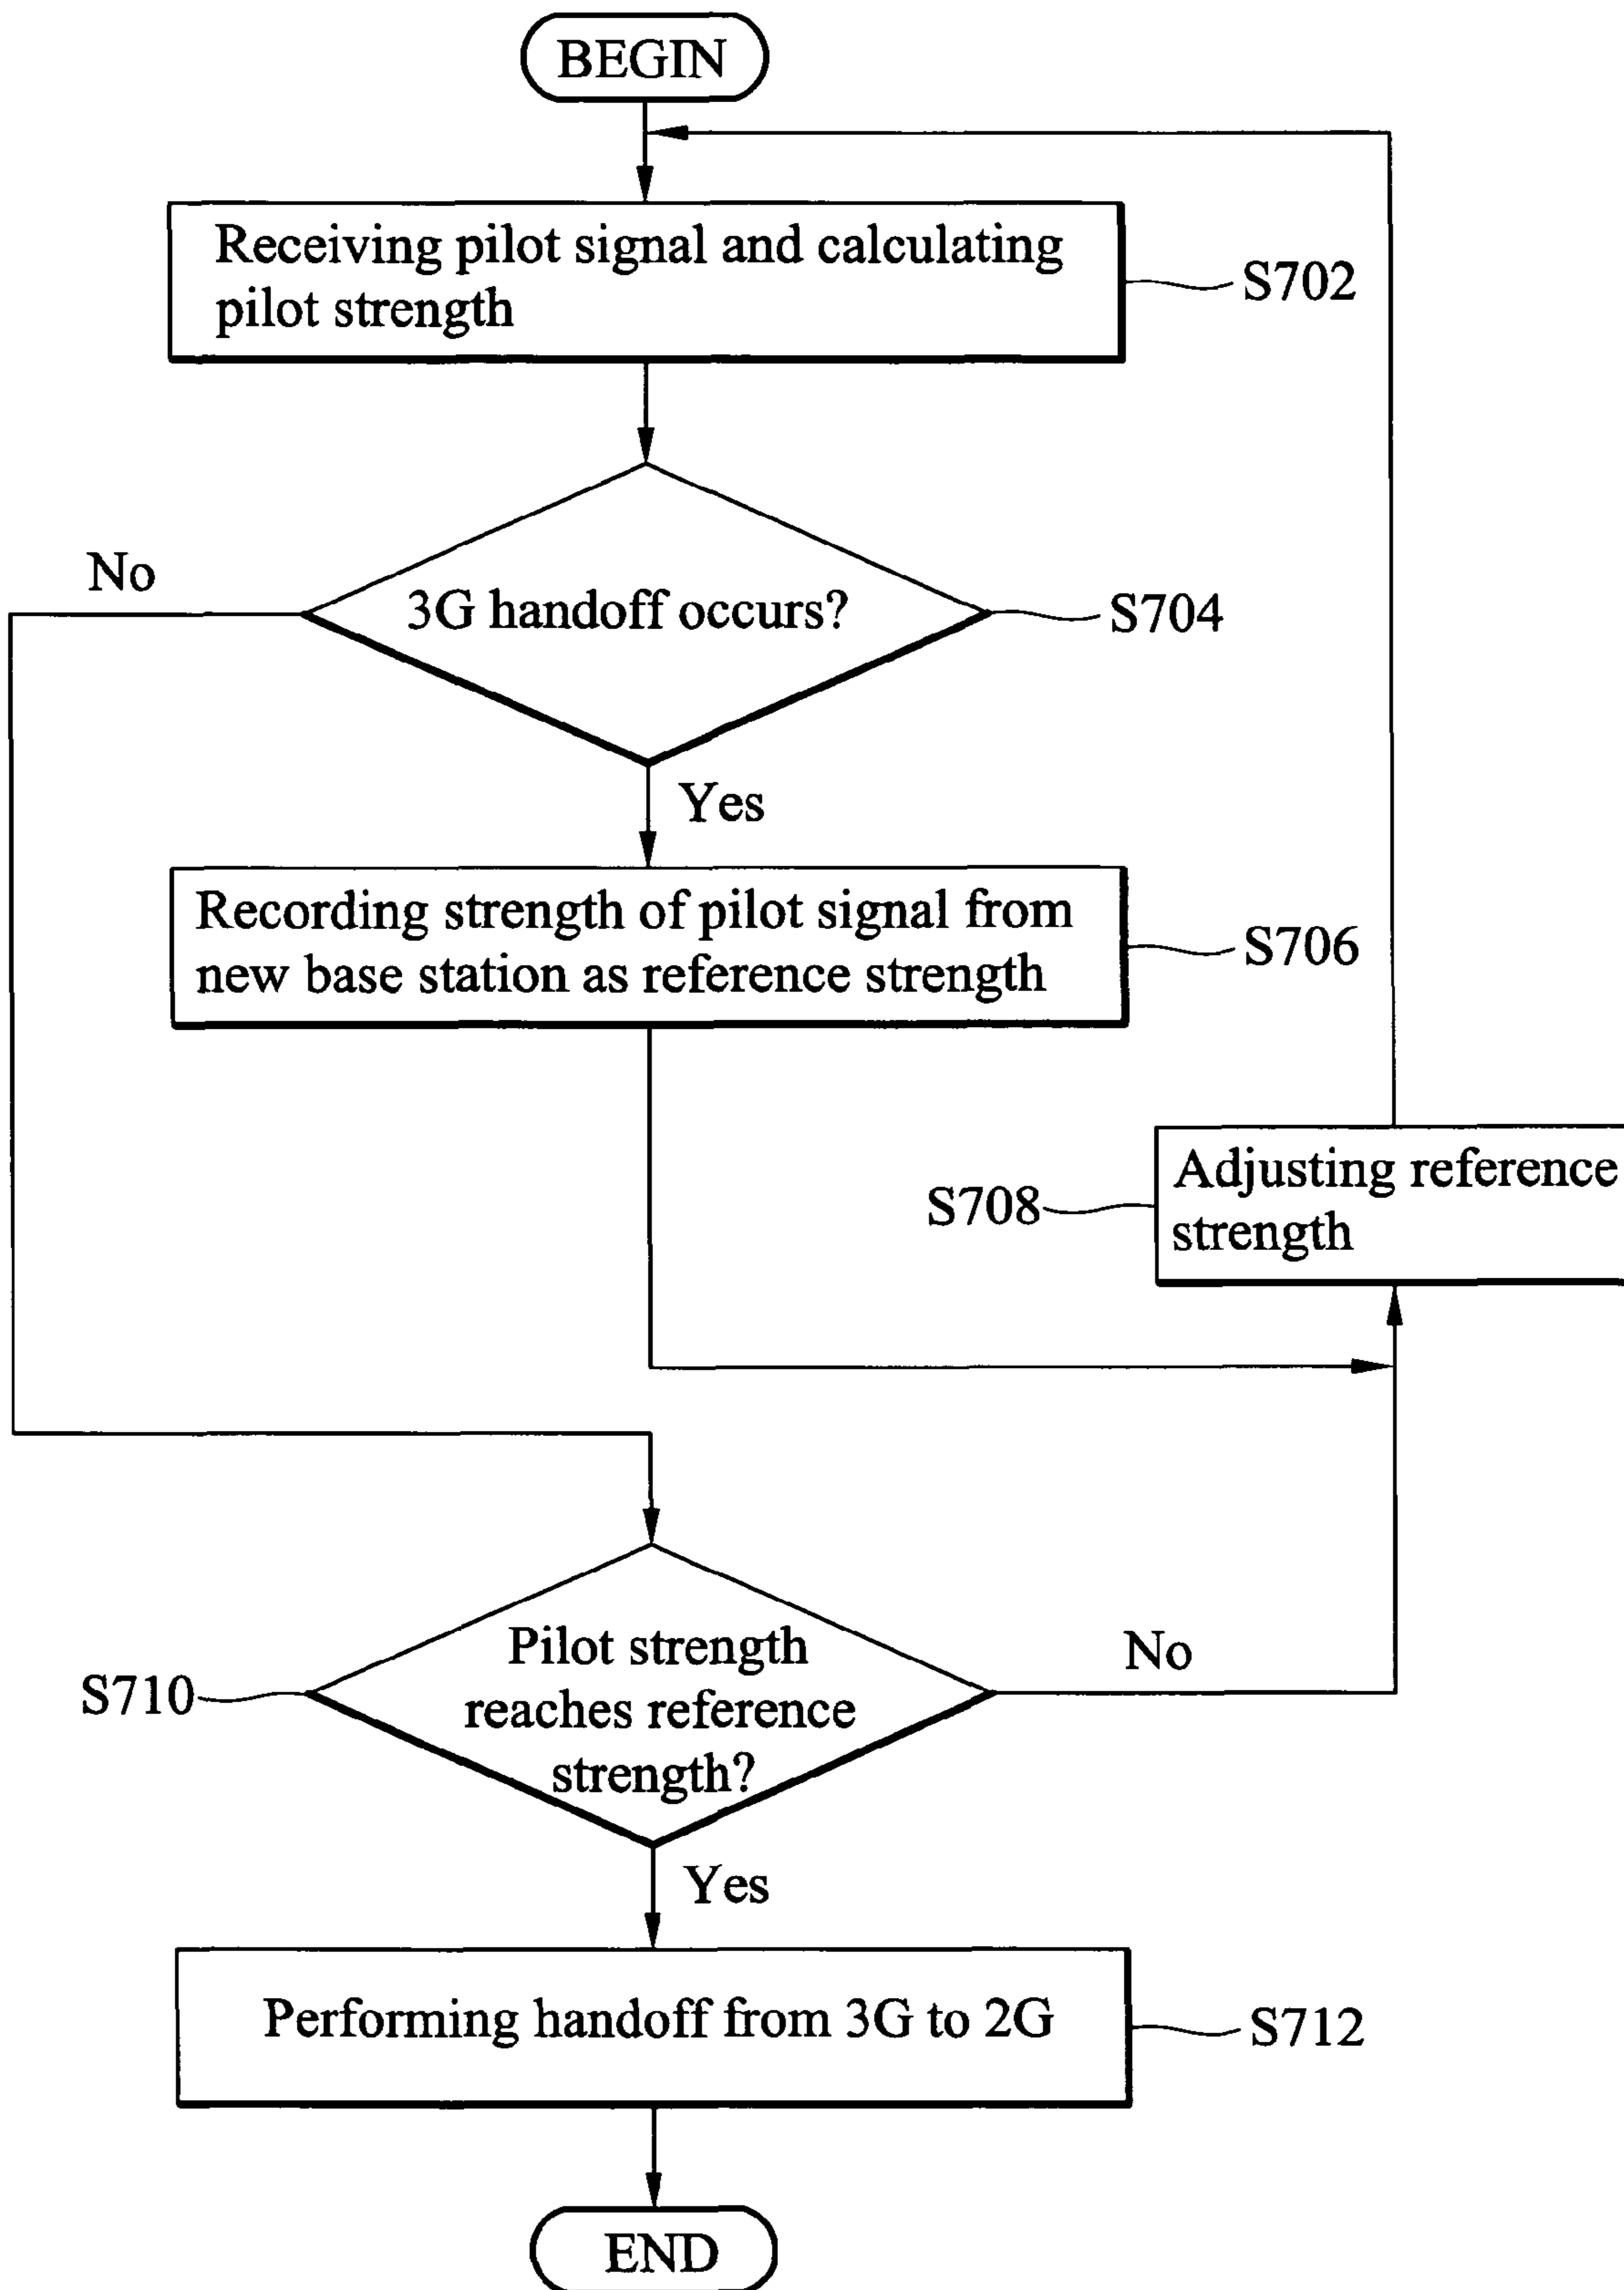 BEGIN
Receiving pilot signal and calculating
pilot strength
S702
No
3G handoff occurs?
S704
Yes
Recording strength of pilot signal from
new base station as reference strength
S706
Adjusting reference
strength
S708
Pilot strength
reaches reference
strength?
S710
No
Yes
Performing handoff from 3G to 2G
S712
END